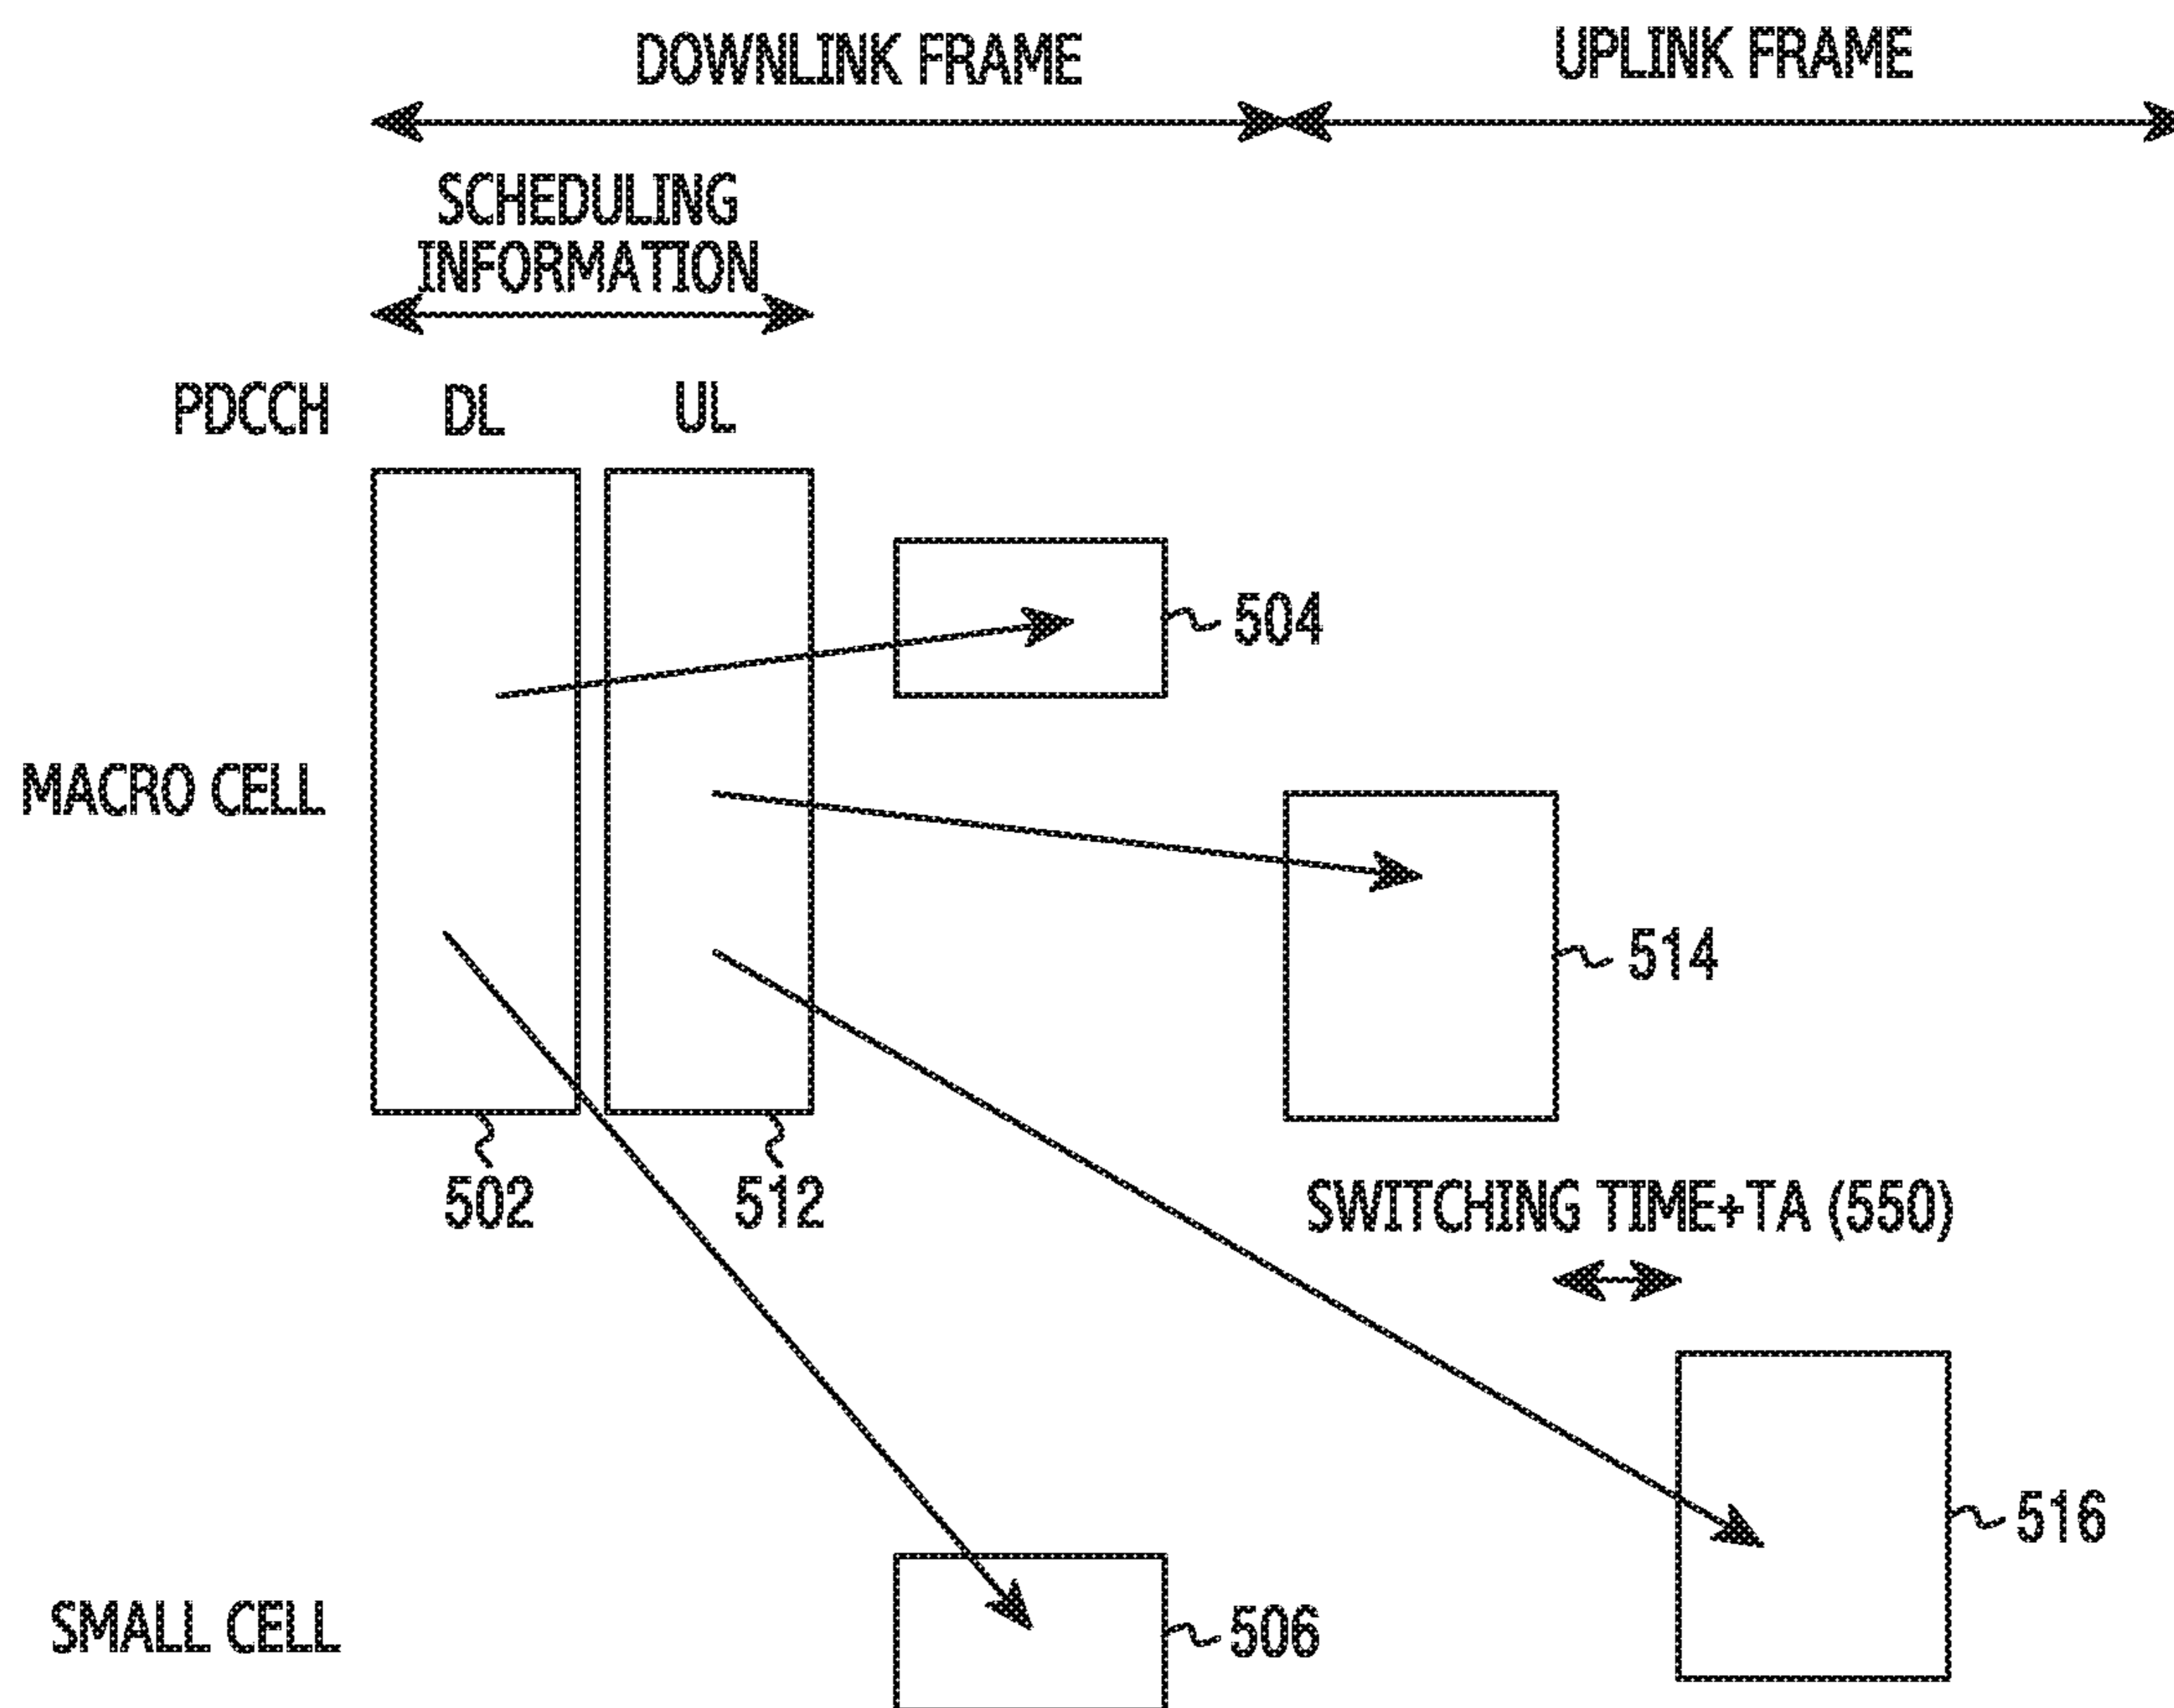 DOWNLINK FRAME
UPLINK FRAME
SCHEDULING
INFORMATION
PDCCH
DL
UL
504
MACRO CELL
514
502
512
SWITCHING TIME+TA (550)
516
SMALL CELL
506